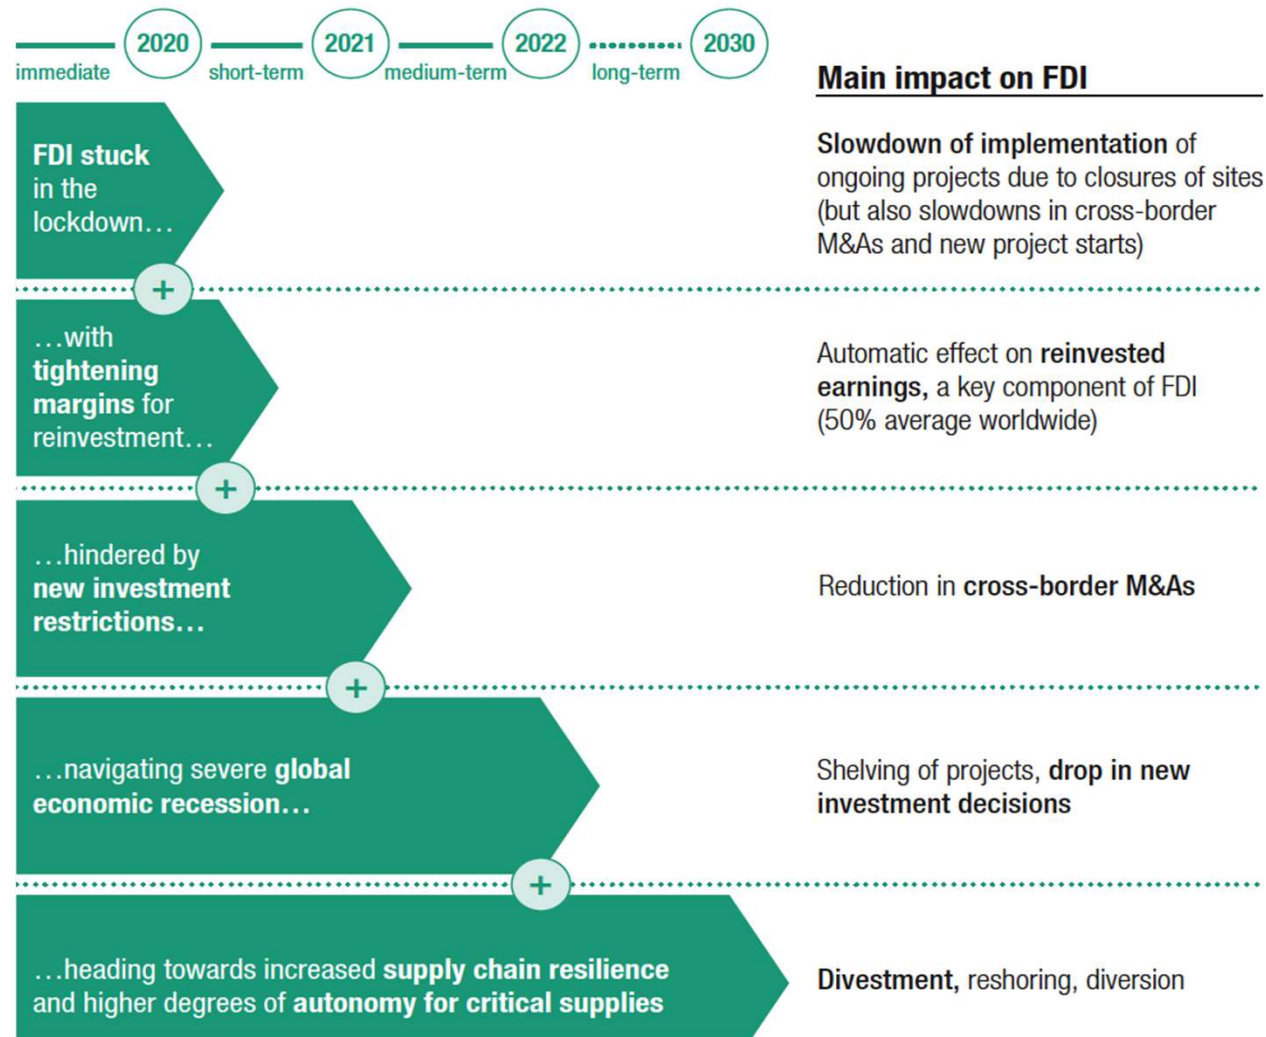 2020 2021 2022 2030
immediate short-term medium-term long-term
Main impact on FDI
FDI stuck
in the
lockdown…
Slowdown of implementation of
ongoing projects due to closures of sites
(but also slowdowns in cross-border
M&As and new project starts)
+
…with
tightening
margins for
reinvestment…
Automatic effect on reinvested
earnings, a key component of FDI
(50% average worldwide)
+
…hindered by
new investment
restrictions…
Reduction in cross-border M&As
+
…navigating severe global
economic recession…
Shelving of projects, drop in new
investment decisions
+
…heading towards increased supply chain resilience
and higher degrees of autonomy for critical supplies
Divestment, reshoring, diversion